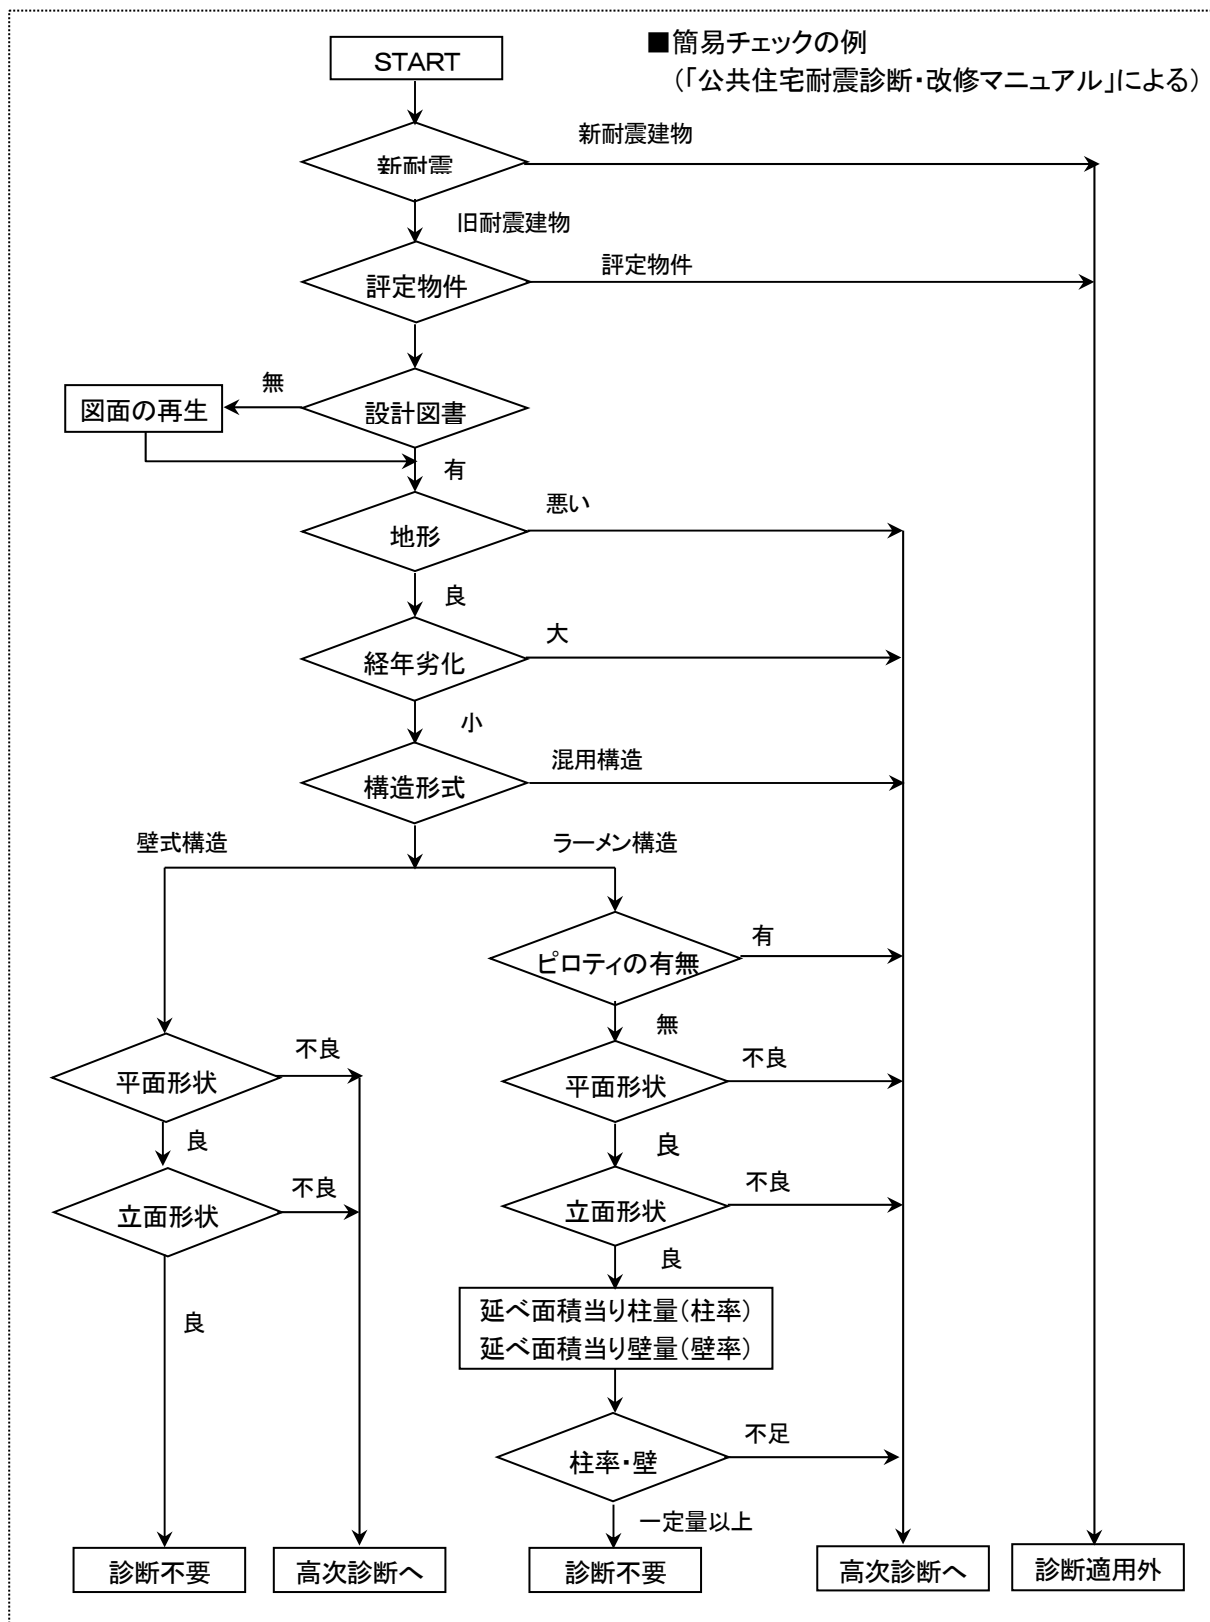 ■簡易チェックの例
(「公共住宅耐震診断・改修マニュアル」による)
START
新耐震
新耐震建物
旧耐震建物
評定物件
評定物件
設計図書
無
図面の再生
有
地形
悪い
良
経年劣化
大
小
構造形式
混用構造
壁式構造
ラーメン構造
ピロティの有無
有
無
平面形状
不良
良
平面形状
不良
良
立面形状
不良
良
立面形状
不良
良
延べ面積当り柱量(柱率)
延べ面積当り壁量(壁率)
柱率・壁
不足
一定量以上
診断不要
高次診断へ
診断不要
高次診断へ
診断適用外